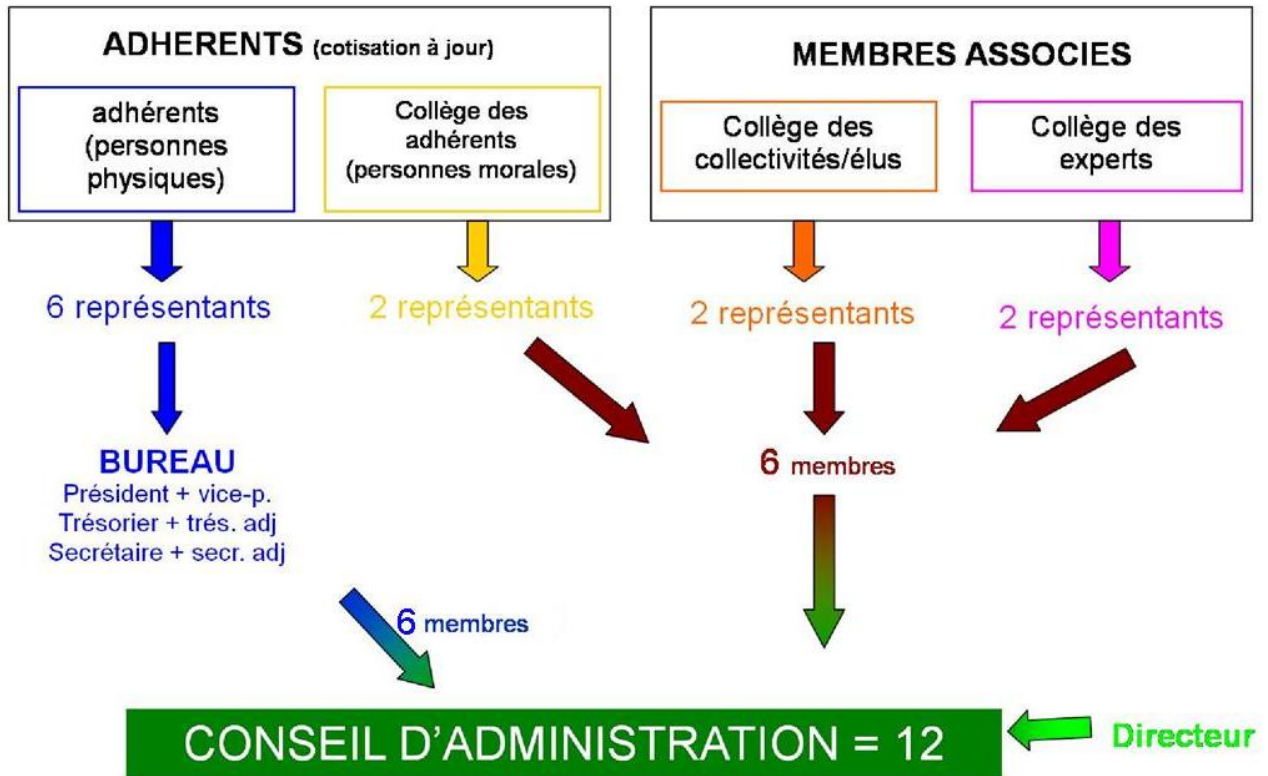 ADHERENTS (cotisation à jour)
adhérents
(personnes
physiques)
Collège des
adhérents
(personnes morales)
MEMBRES ASSOCIES
Collège des
collectivités/élus
Collège des
experts
6 représentants
2 représentants
2 représentants
2 représentants
BUREAU
Président + vice-p.
Trésorier + trés. adj
Secrétaire + secr. adj
6 membres
6 membres
CONSEIL D'ADMINISTRATION = 12
Directeur